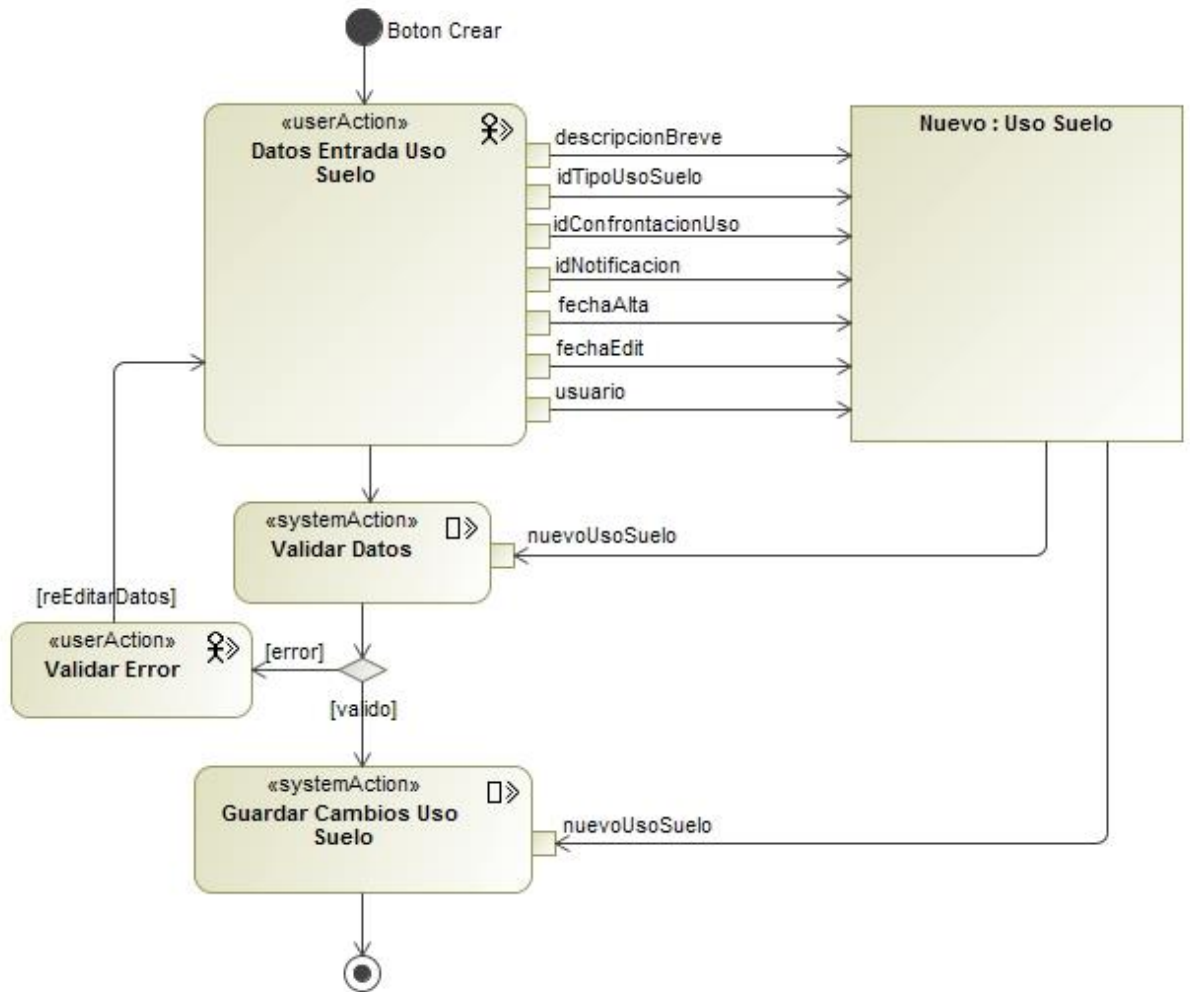 Boton Crear
«userAction»
Datos Entrada Uso
Suelo
descripcionBreve
idTipoUsoSuelo
idConfrontacionUso
idNotificacion
fechaAlta
fechaEdit
usuario
Nuevo : Uso Suelo
«systemAction»
Validar Datos
nuevoUsoSuelo
[reEditarDatos]
«userAction»
Validar Error
[error]
[valido]
«systemAction»
Guardar Cambios Uso
Suelo
nuevoUsoSuelo